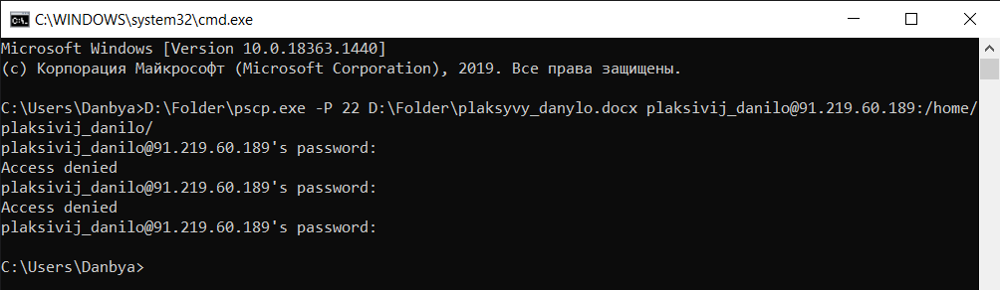 C:\WINDOWS\system32\cmd.exe
Microsoft Windows [Version 10.0.18363.1440]
(c) Корпорация Майкрософт (Microsoft Corporation), 2019. Все права защищены.
C:\Users\Danbya>D:\Folder\pscp.exe -P 22 D:\Folder\plaksyvy_danylo.docx plaksivij_danilo@91.219.60.189:/home/
plaksivij_danilo/
plaksivij_danilo@91.219.60.189's password:
Access denied
plaksivij_danilo@91.219.60.189's password:
Access denied
plaksivij_danilo@91.219.60.189's password:
C:\Users\Danbya>